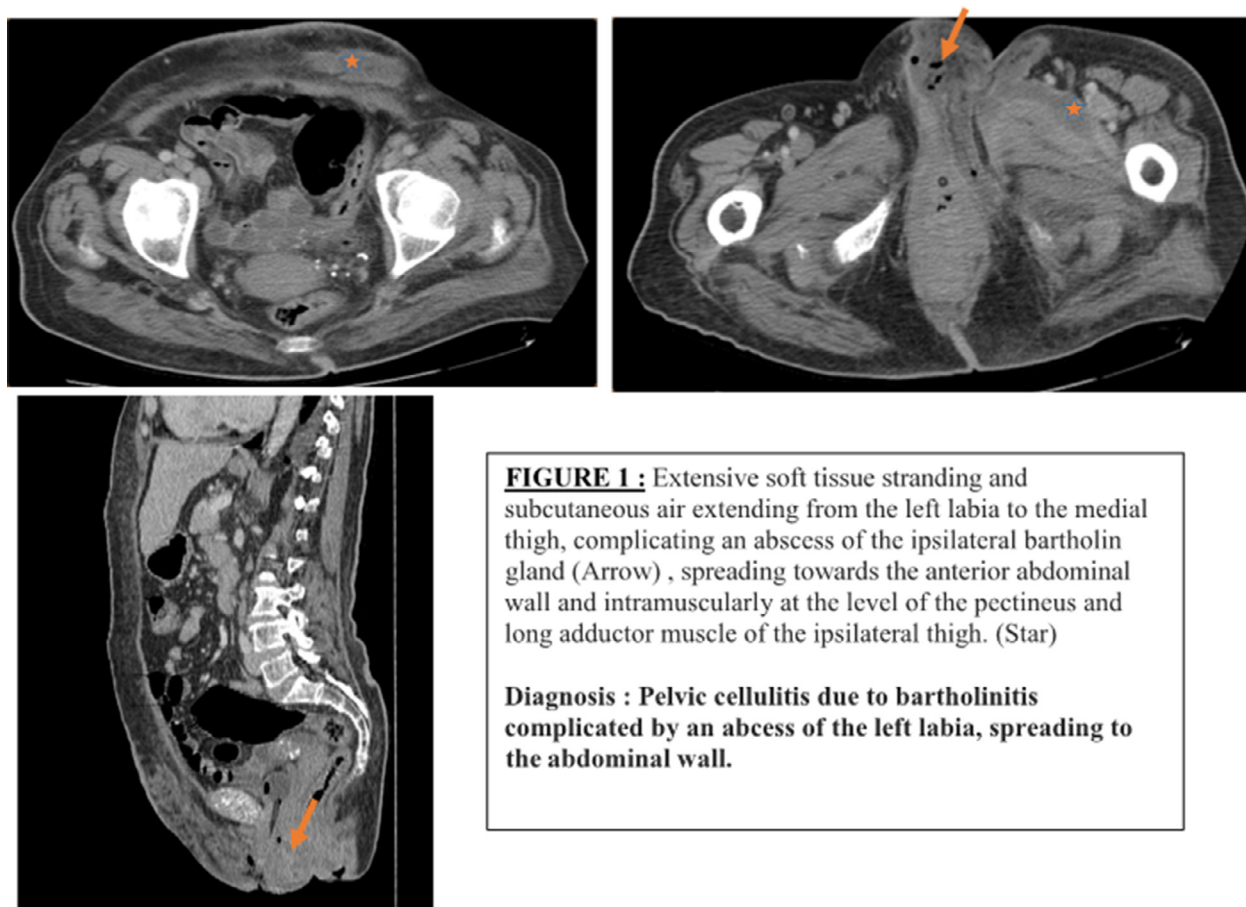 FIGURE 1 : Extensive soft tissue stranding and
subcutaneous air extending from the left labia to the medial
thigh, complicating an abscess of the ipsilateral bartholin
gland (Arrow) , spreading towards the anterior abdominal
wall and intramuscularly at the level of the pectineus and
long adductor muscle of the ipsilateral thigh. (Star)
Diagnosis : Pelvic cellulitis due to bartholinitis
complicated by an abcess of the left labia, spreading to
the abdominal wall.